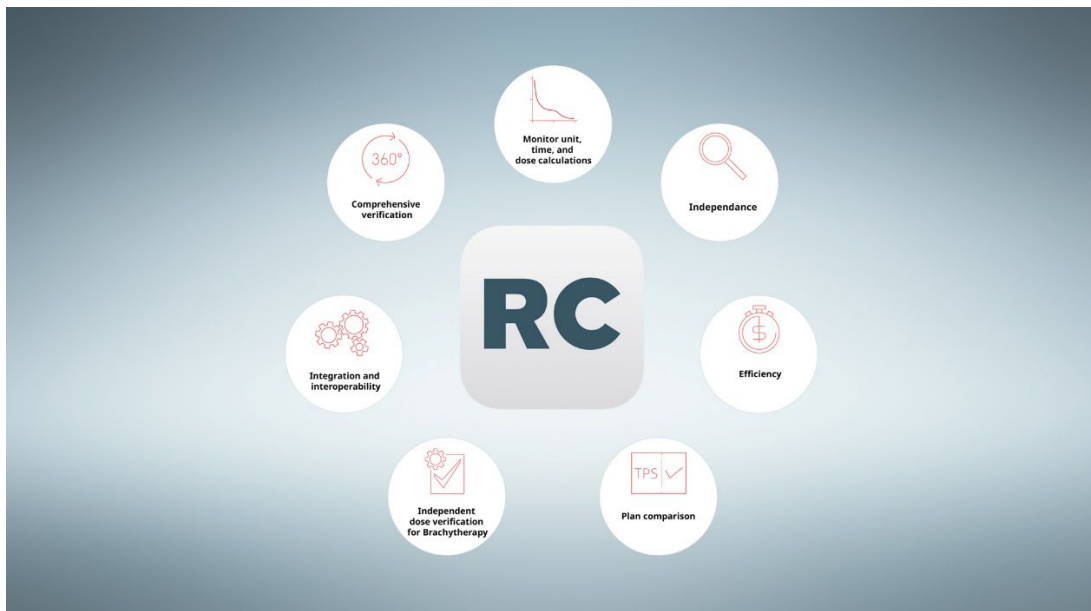 Monitor unit,
time, and
dose calculations
360°
Comprehensive
verification
Independance
RC
$
Integration and
interoperability
Efficiency
TPS
Independent
dose verification
for Brachytherapy
Plan comparison